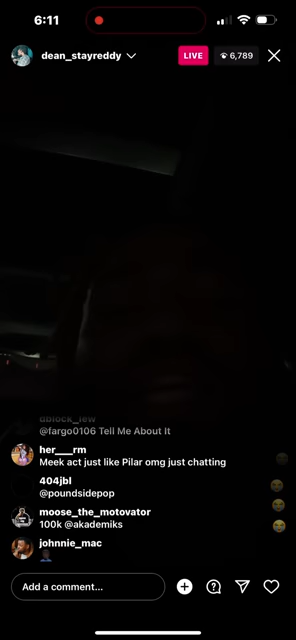 6:11
dean_stayreddy
LIVE
6,789
dblock_lew
@fargo0106 Tell Me About It
her___rm
Meek act just like Pilar omg just chatting
404jbl
@poundsidepop
moose_the_motovator
100k @akademiks
johnnie_mac
Add a comment...